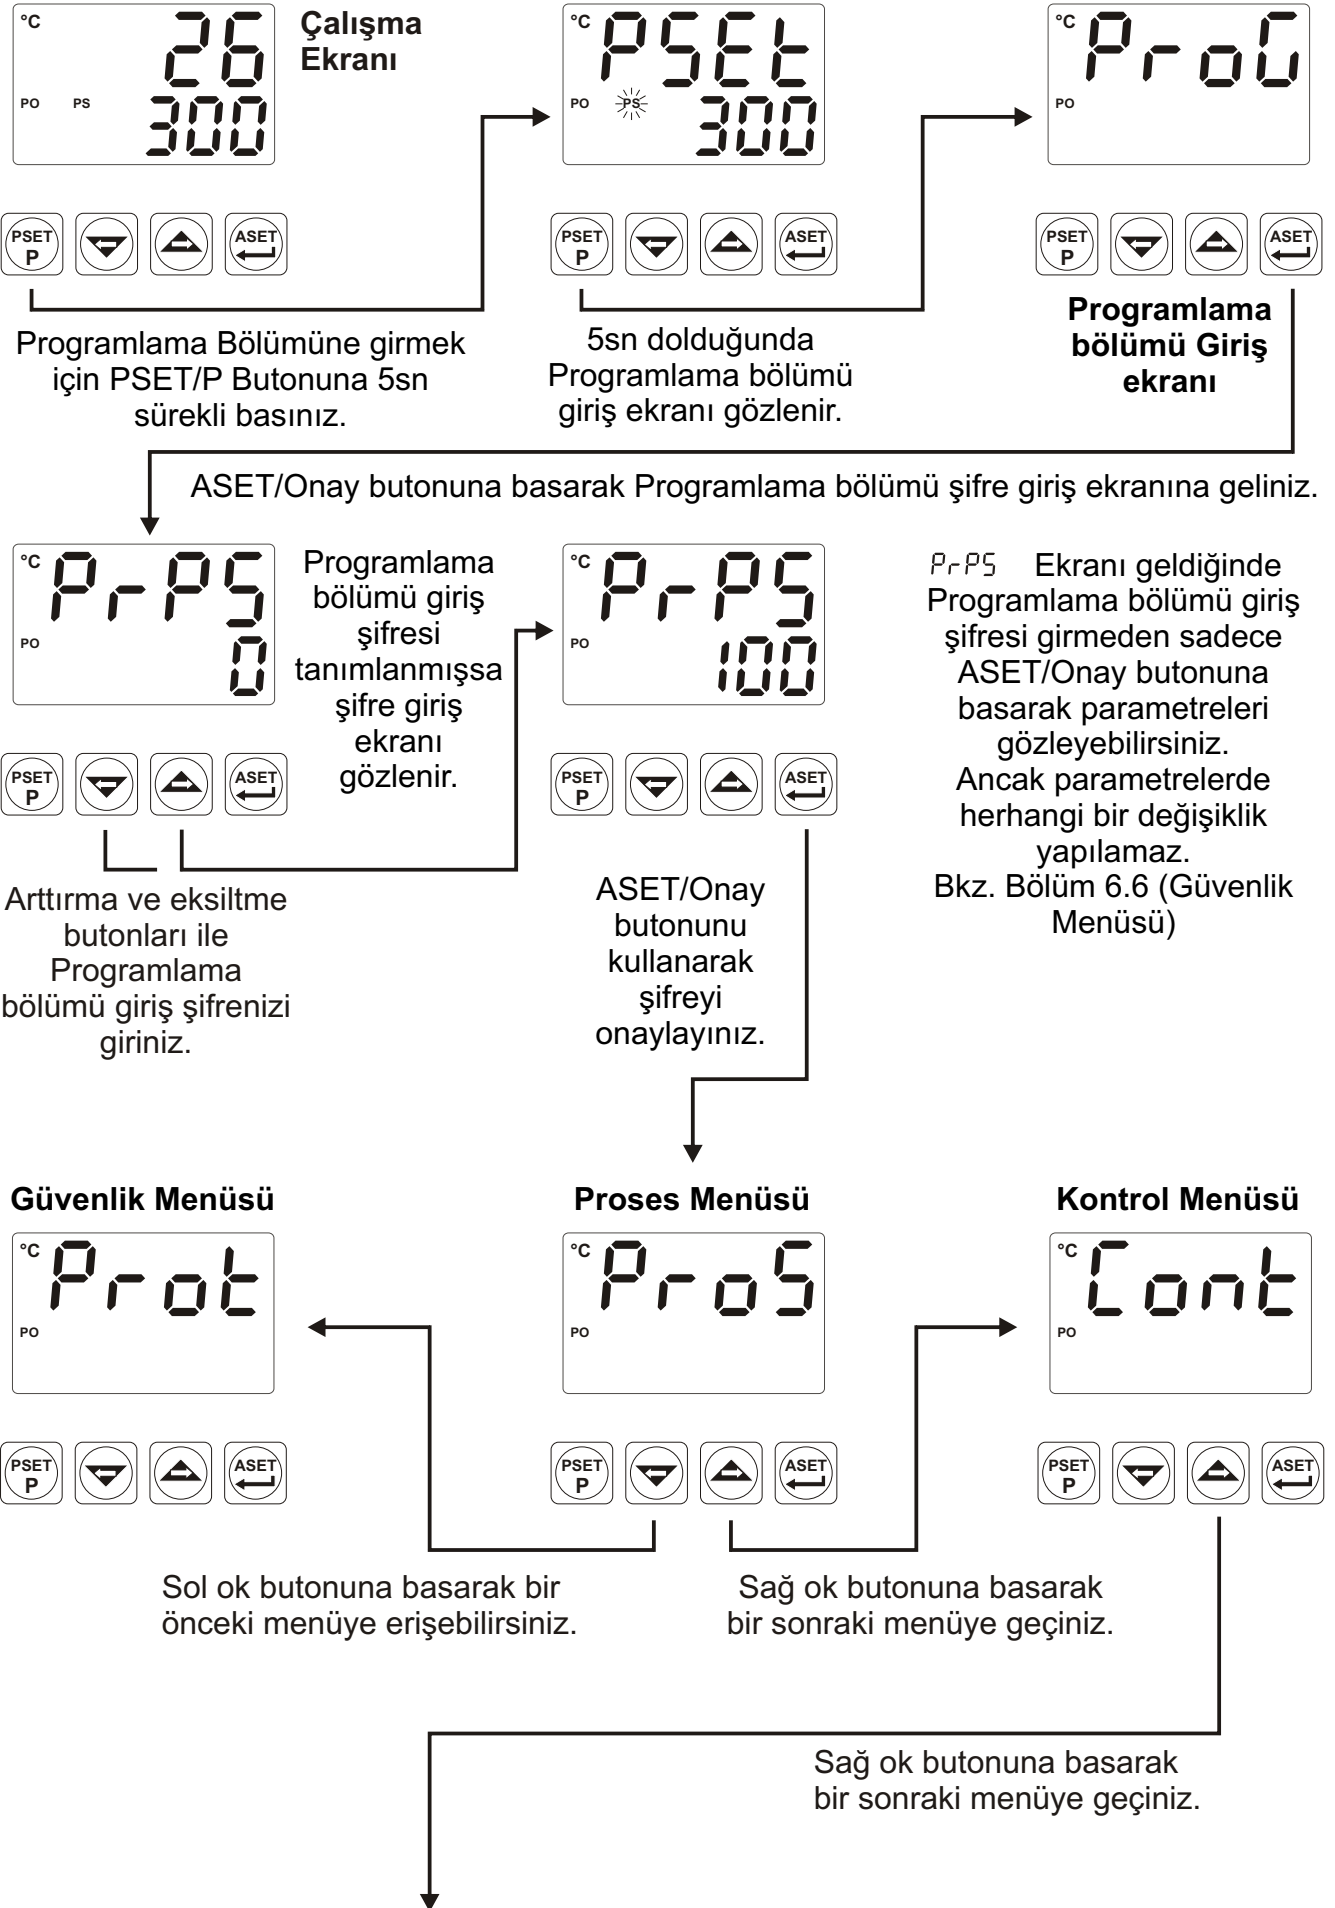 °C 26
PO PS 300
Çalışma
Ekranı
°C PSEt
PO PS 300
°C ProG
PO
PSET P ASET
PSET P ASET
PSET P ASET
Programlama Bölümüne girmek
için PSET/P Butonuna 5sn
sürekli basınız.
5sn dolduğunda
Programlama bölümü
giriş ekranı gözlenir.
Programlama
bölümü Giriş
ekranı
ASET/Onay butonuna basarak Programlama bölümü şifre giriş ekranına geliniz.
°C PrPS
PO 0
Programlama
bölümü giriş
şifresi
tanımlanmışsa
şifre giriş
ekranı
gözlenir.
°C PrPS
PO 100
PrPS Ekranı geldiğinde
Programlama bölümü giriş
şifresi girmeden sadece
ASET/Onay butonuna
basarak parametreleri
gözleyebilirsiniz.
Ancak parametrelerde
herhangi bir değişiklik
yapılamaz.
Bkz. Bölüm 6.6 (Güvenlik
Menüsü)
PSET P ASET
PSET P ASET
Arttırma ve eksiltme
butonları ile
Programlama
bölümü giriş şifrenizi
giriniz.
ASET/Onay
butonunu
kullanarak
şifreyi
onaylayınız.
Güvenlik Menüsü
°C Prot
PO
PSET P ASET
Proses Menüsü
°C ProS
PO
PSET P ASET
Kontrol Menüsü
°C Cont
PO
PSET P ASET
Sol ok butonuna basarak bir
önceki menüye erişebilirsiniz.
Sağ ok butonuna basarak
bir sonraki menüye geçiniz.
Sağ ok butonuna basarak
bir sonraki menüye geçiniz.